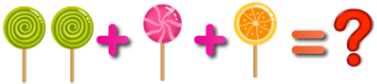 + + = ?